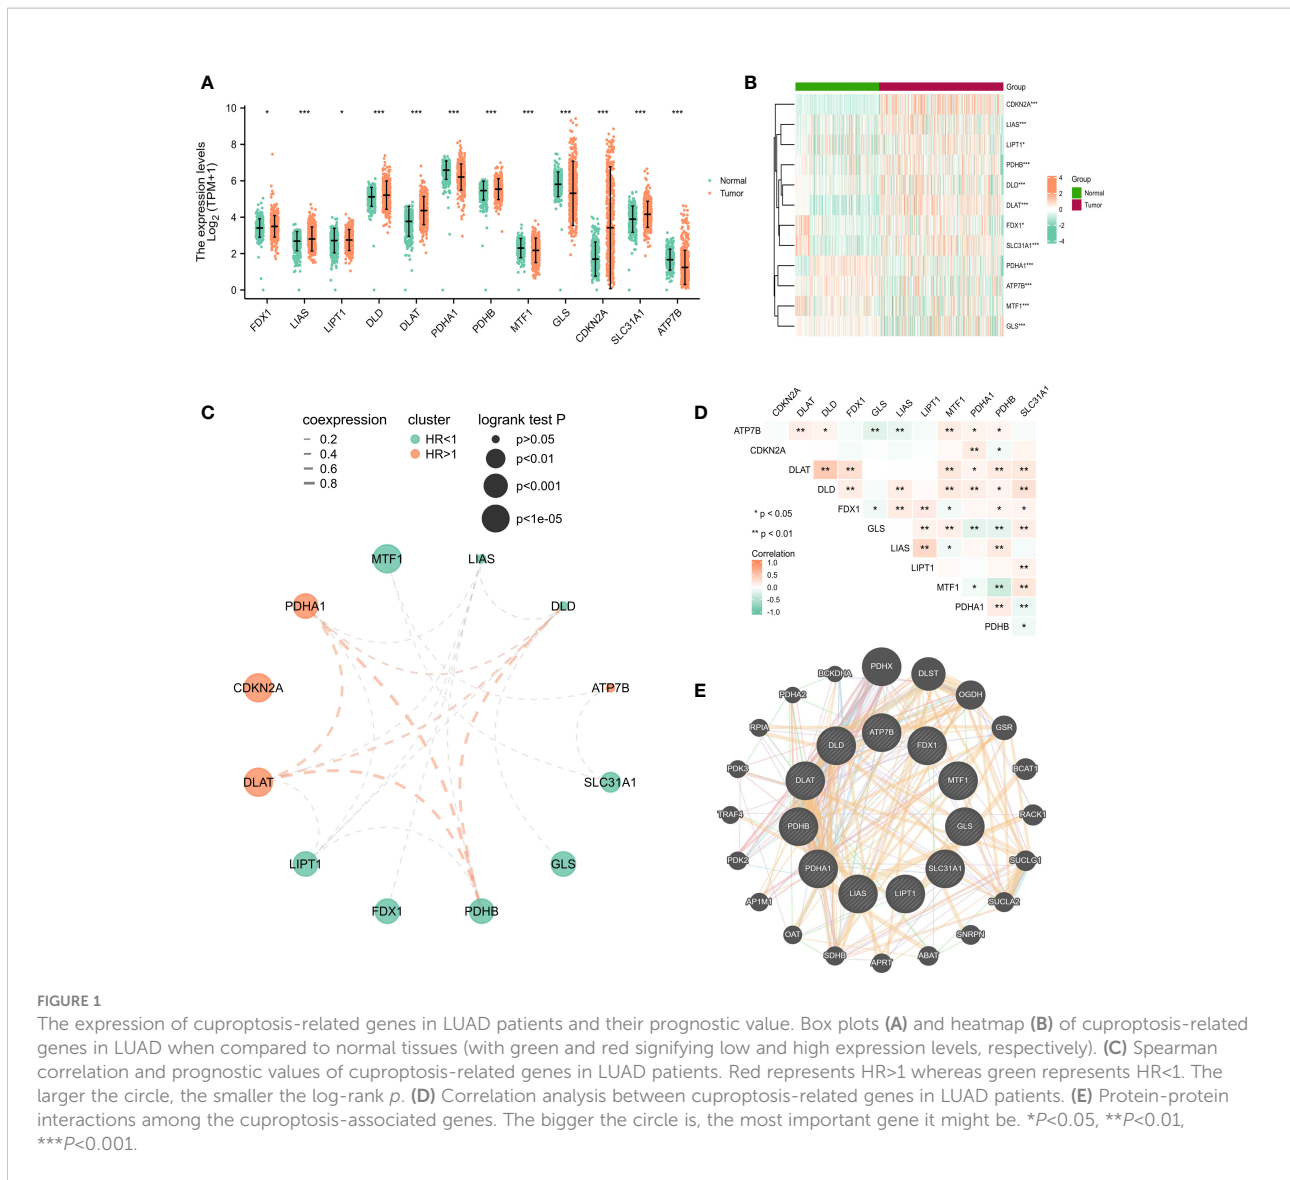 A
* *** * *** *** *** *** *** *** *** *** ***
The expression levels
Log2 (TPM+1)
10
8
6
4
2
0
Normal
Tumor
FDX1 LIAS LIPT1 DLD DLAT PDHA1 PDHB MTF1 GLS CDKN2A SLC31A1 ATP7B
B
Group
CDKN2A***
LIAS***
LIPT1*
PDHB***
DLD***
DLAT***
FDX1*
SLC31A1***
PDHA1***
ATP7B***
MTF1***
GLS***
4
2
0
-2
-4
Group
Normal
Tumor
C
coexpression
0.2
0.4
0.6
0.8
cluster
HR<1
HR>1
logrank test P
p>0.05
p<0.01
p<0.001
p<1e-05
MTF1
LIAS
PDHA1
DLD
CDKN2A
ATP7B
DLAT
SLC31A1
LIPT1
GLS
FDX1
PDHB
D
CDKN2A DLAT DLD FDX1 GLS LIAS LIPT1 MTF1 PDHA1 PDHB SLC31A1
ATP7B ** * ** ** ** * *
CDKN2A ** *
DLAT ** ** ** * ** **
DLD ** ** ** ** * **
FDX1 * ** ** * * *
GLS ** ** ** ** **
LIAS ** * **
LIPT1 **
MTF1 * ** **
PDHA1 ** **
PDHB *
* p < 0.05
** p < 0.01
Correlation
1.0
0.5
0.0
-0.5
-1.0
E
PDHX
DLST
OGDH
GSR
BCAT1
RACK1
SUCLG1
SUCLA2
SNRPN
ABAT
APRT
SDHB
OAT
AP1M1
PDK2
TRAF4
PDK3
RPIA
PDHA2
BCKDHA
ATP7B
FDX1
MTF1
GLS
SLC31A1
LIPT1
LIAS
PDHA1
PDHB
DLAT
DLD
FIGURE 1
The expression of cuproptosis-related genes in LUAD patients and their prognostic value. Box plots (A) and heatmap (B) of cuproptosis-related
genes in LUAD when compared to normal tissues (with green and red signifying low and high expression levels, respectively). (C) Spearman
correlation and prognostic values of cuproptosis-related genes in LUAD patients. Red represents HR>1 whereas green represents HR<1. The
larger the circle, the smaller the log-rank p. (D) Correlation analysis between cuproptosis-related genes in LUAD patients. (E) Protein-protein
interactions among the cuproptosis-associated genes. The bigger the circle is, the most important gene it might be. *P<0.05, **P<0.01,
***P<0.001.